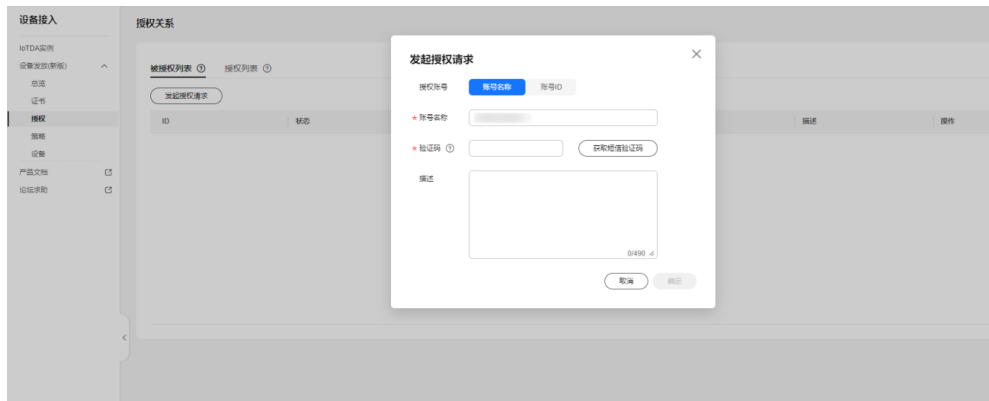 设备接入
IoTDA实例
设备发放(新版)
总览
证书
授权
策略
设备
产品文档
论坛求助
授权关系
被授权列表 ? 授权列表 ?
发起授权请求
ID 状态 描述 操作
发起授权请求
授权账号 账号名称 账号ID
* 账号名称
* 验证码 ? 获取短信验证码
描述
0/490
取消 确定